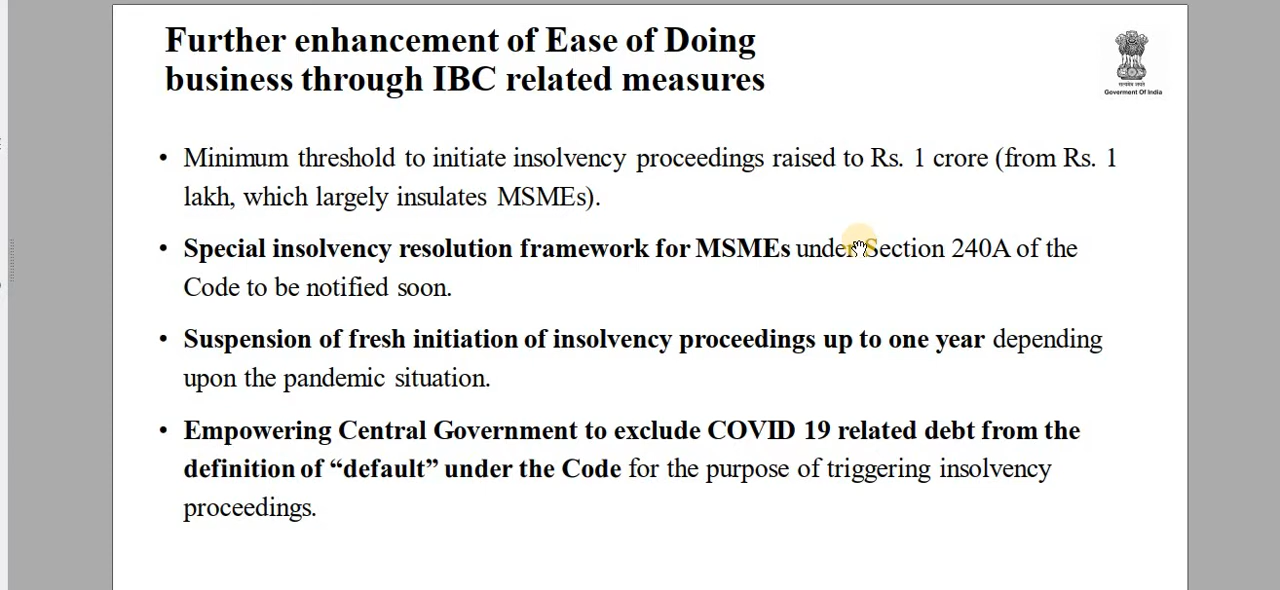 Further enhancement of Ease of Doing
business through IBC related measures
सत्यमेव जयते
Goverment Of India
• Minimum threshold to initiate insolvency proceedings raised to Rs. 1 crore (from Rs. 1
lakh, which largely insulates MSMEs).
• Special insolvency resolution framework for MSMEs under Section 240A of the
Code to be notified soon.
• Suspension of fresh initiation of insolvency proceedings up to one year depending
upon the pandemic situation.
• Empowering Central Government to exclude COVID 19 related debt from the
definition of “default” under the Code for the purpose of triggering insolvency
proceedings.